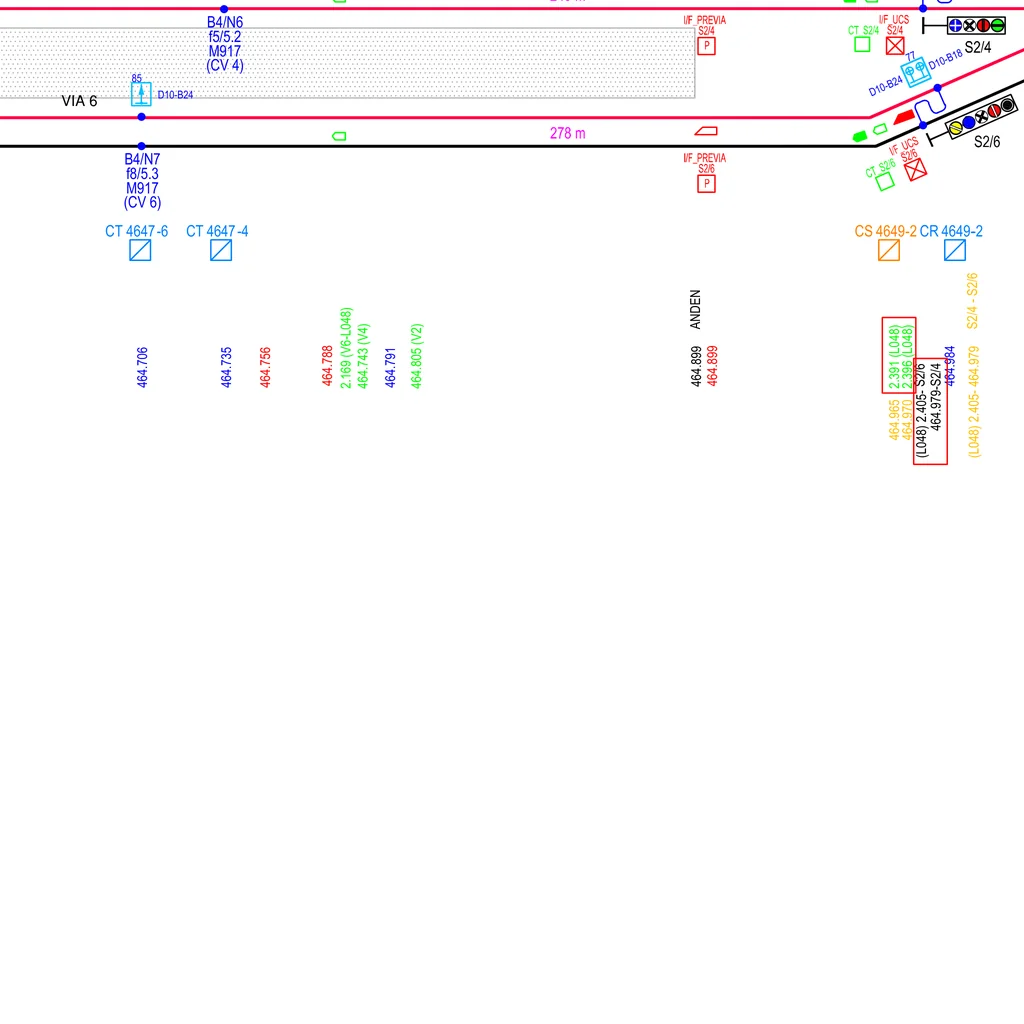 B4/N6
f5/5.2
M917
(CV 4)
I/F_PREVIA
S2/4
P
CT_S2/4
I/F_UCS
S2/4
S2/4
77
D10-B24
D10-B18
85
D10-B24
VIA 6
278 m
S2/6
B4/N7
f8/5.3
M917
(CV 6)
I/F_PREVIA
S2/6
P
CT_S2/6
I/F_UCS
S2/6
CT 4647-6
CT 4647-4
CS 4649-2
CR 4649-2
464.706
464.735
464.756
464.788
2.169 (V6-L048)
464.743 (V4)
464.791
464.805 (V2)
ANDEN
464.899
464.899
2.391 (L048)
2.396 (L048)
464.965
464.970
(L048) 2.405- S2/6
464.979-S2/4
464.984
S2/4 - S2/6
(L048) 2.405- 464.979